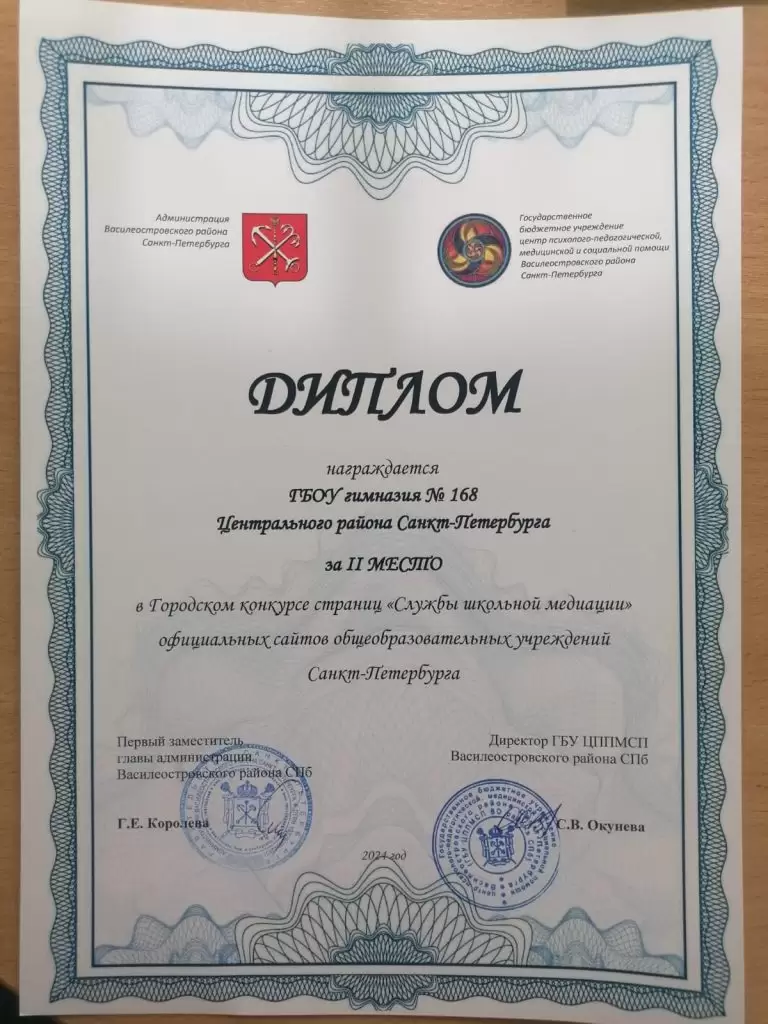 Администрация
Василеостровского района
Санкт-Петербурга
Государственное
бюджетное учреждение
центр психолого-педагогической,
медицинской и социальной помощи
Василеостровского района
Санкт-Петербурга
ДИПЛОМ
награждается
ГБОУ гимназия № 168
Центрального района Санкт-Петербурга
за II МЕСТО
в Городском конкурсе страниц «Службы школьной медиации»
официальных сайтов общеобразовательных учреждений
Санкт-Петербурга
Первый заместитель
главы администрации
Василеостровского района СПб
Г.Е. Королева
Директор ГБУ ЦППМСП
Василеостровского района СПб
С.В. Окунева
2024 год